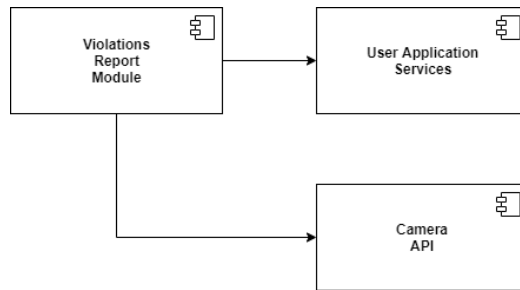 Violations
Report
Module
User Application
Services
Camera
API